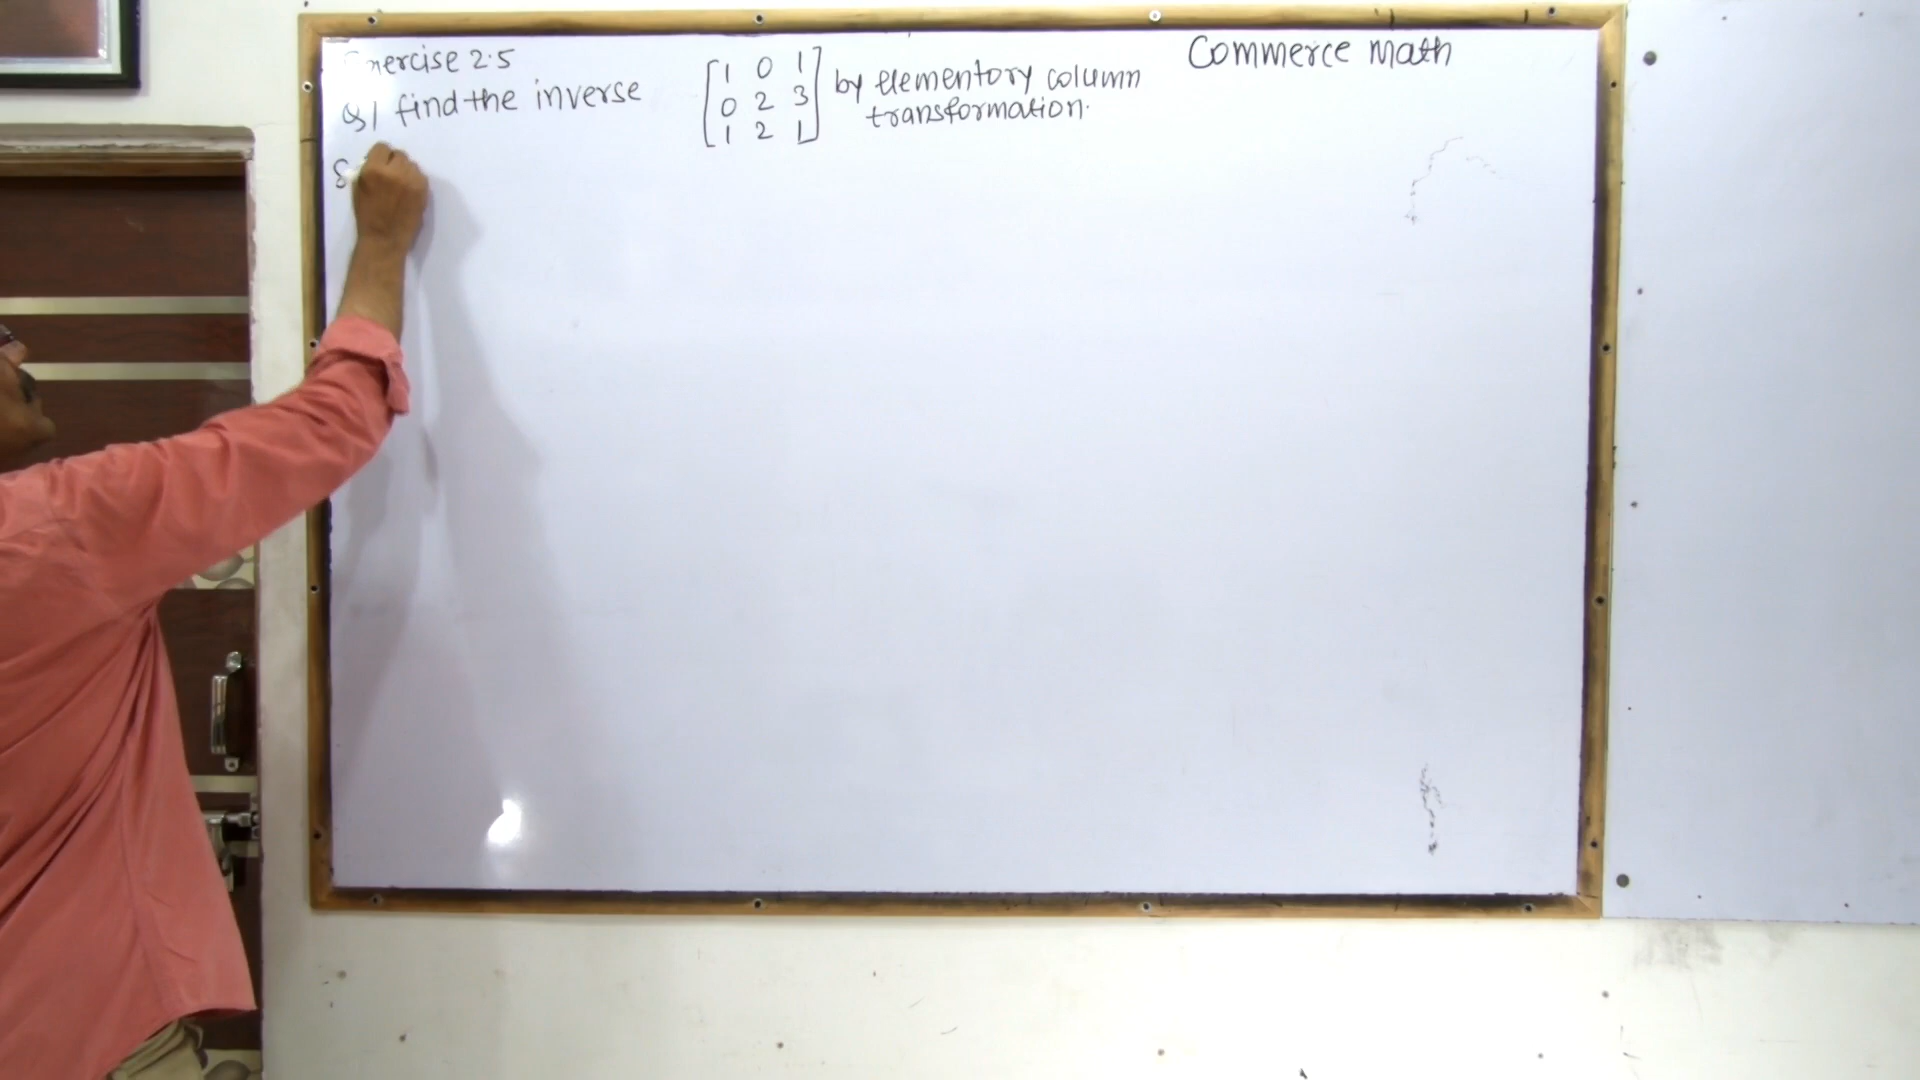 Exercise 2.5
Commerce Math
Q1 find the inverse [1 0 1 by elementory column
0 2 3 transformation.
1 2 1]
S